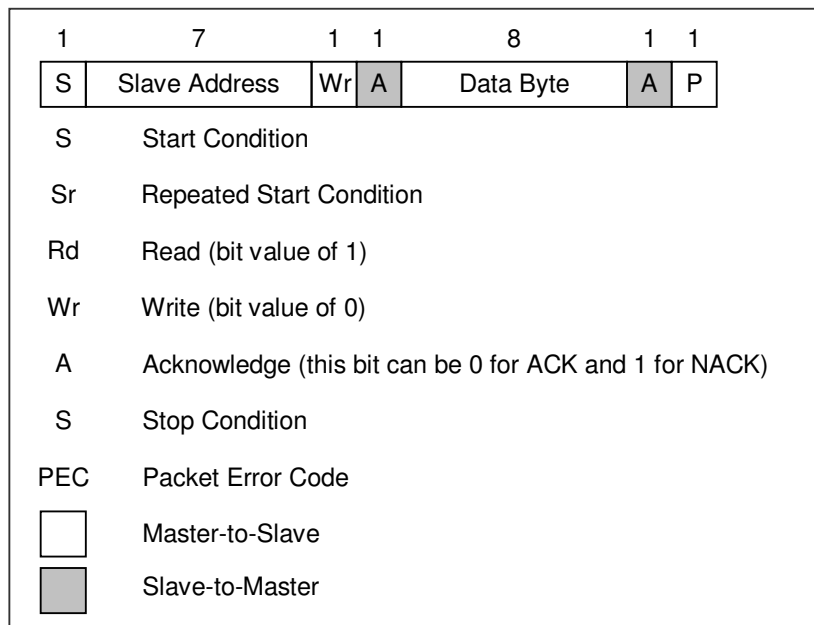 1 7 1 1 8 1 1
S Slave Address Wr A Data Byte A P
S Start Condition
Sr Repeated Start Condition
Rd Read (bit value of 1)
Wr Write (bit value of 0)
A Acknowledge (this bit can be 0 for ACK and 1 for NACK)
S Stop Condition
PEC Packet Error Code
Master-to-Slave
Slave-to-Master